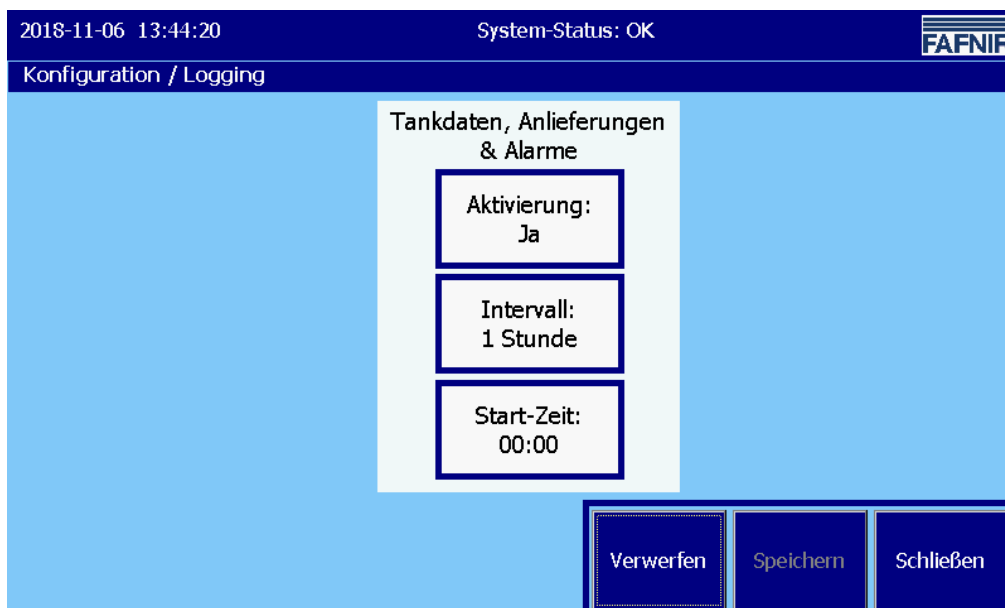 2018-11-06 13:44:20
System-Status: OK
FAFNIR
Konfiguration / Logging
Tankdaten, Anlieferungen
& Alarme
Aktivierung:
Ja
Intervall:
1 Stunde
Start-Zeit:
00:00
Verwerfen
Speichern
Schließen